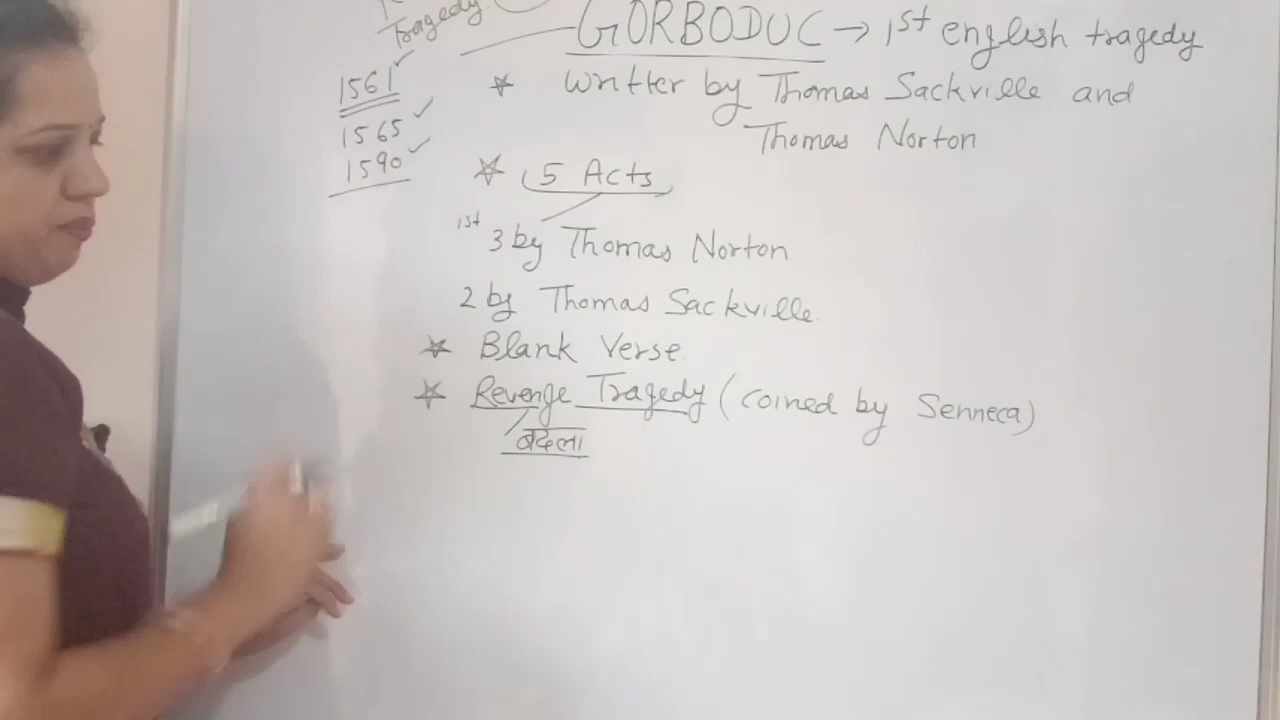 Tragedy
GORBODUC → 1st english tragedy
1561
★ written by Thomas Sackville and
Thomas Norton
1565
1590
★ 5 Acts
1st 3 by Thomas Norton
2 by Thomas Sackville.
★ Blank Verse.
★ Revenge Tragedy (coined by Senneca)
बदला